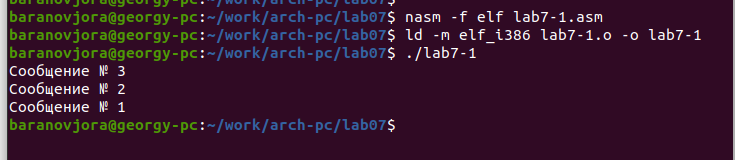 baranovjora@georgy-pc:~/work/arch-pc/lab07$ nasm -f elf lab7-1.asm
baranovjora@georgy-pc:~/work/arch-pc/lab07$ ld -m elf_i386 lab7-1.o -o lab7-1
baranovjora@georgy-pc:~/work/arch-pc/lab07$ ./lab7-1
Сообщение № 3
Сообщение № 2
Сообщение № 1
baranovjora@georgy-pc:~/work/arch-pc/lab07$